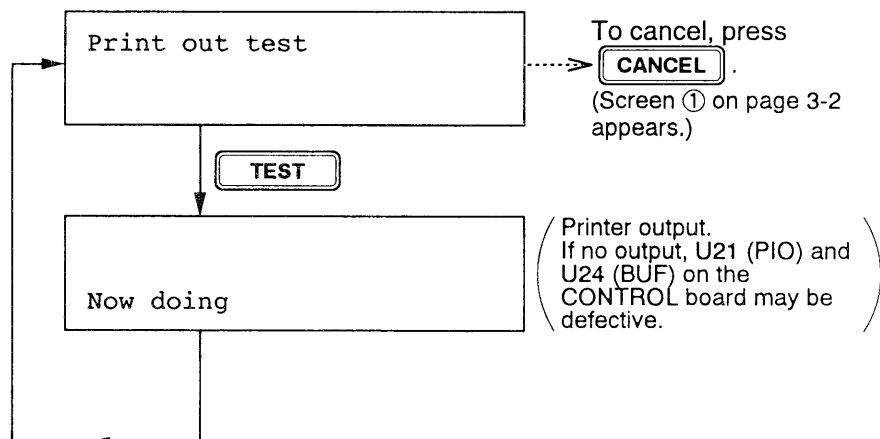 Print out test
To cancel, press
CANCEL .
(Screen ① on page 3-2
appears.)
TEST
Now doing
Printer output.
If no output, U21 (PIO) and
U24 (BUF) on the
CONTROL board may be
defective.